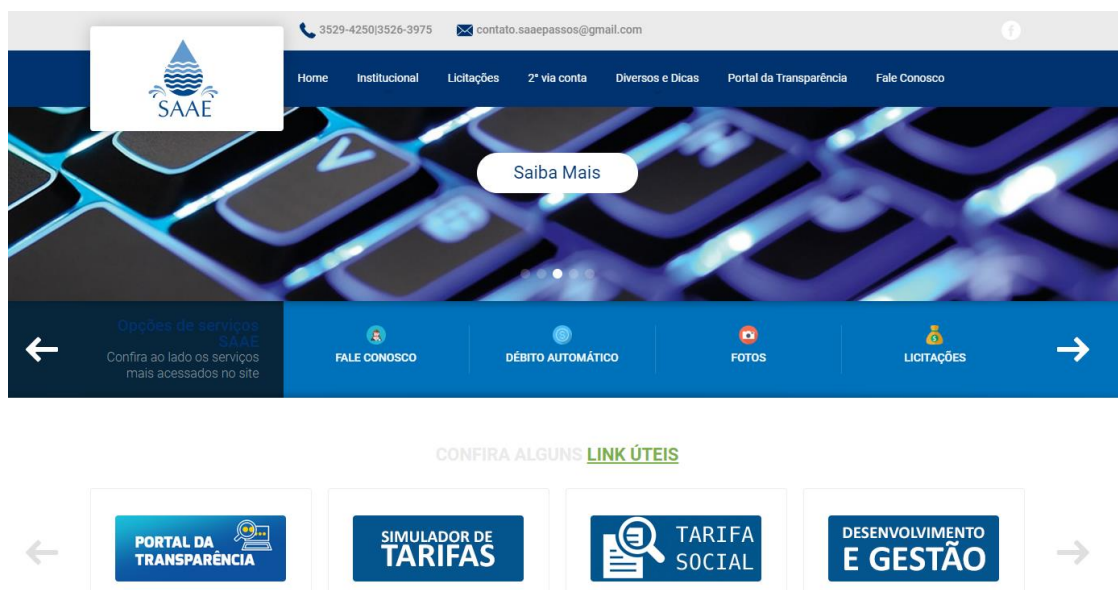 3529-4250|3526-3975
contato.saaepassos@gmail.com
SAAE
Home
Institucional
Licitações
2ª via conta
Diversos e Dicas
Portal da Transparência
Fale Conosco
Saiba Mais
Opções de serviços
SAAE
Confira ao lado os serviços
mais acessados no site
FALE CONOSCO
DÉBITO AUTOMÁTICO
FOTOS
LICITAÇÕES
CONFIRA ALGUNS LINK ÚTEIS
PORTAL DA
TRANSPARÊNCIA
SIMULADOR DE
TARIFAS
TARIFA
SOCIAL
DESENVOLVIMENTO
E GESTÃO